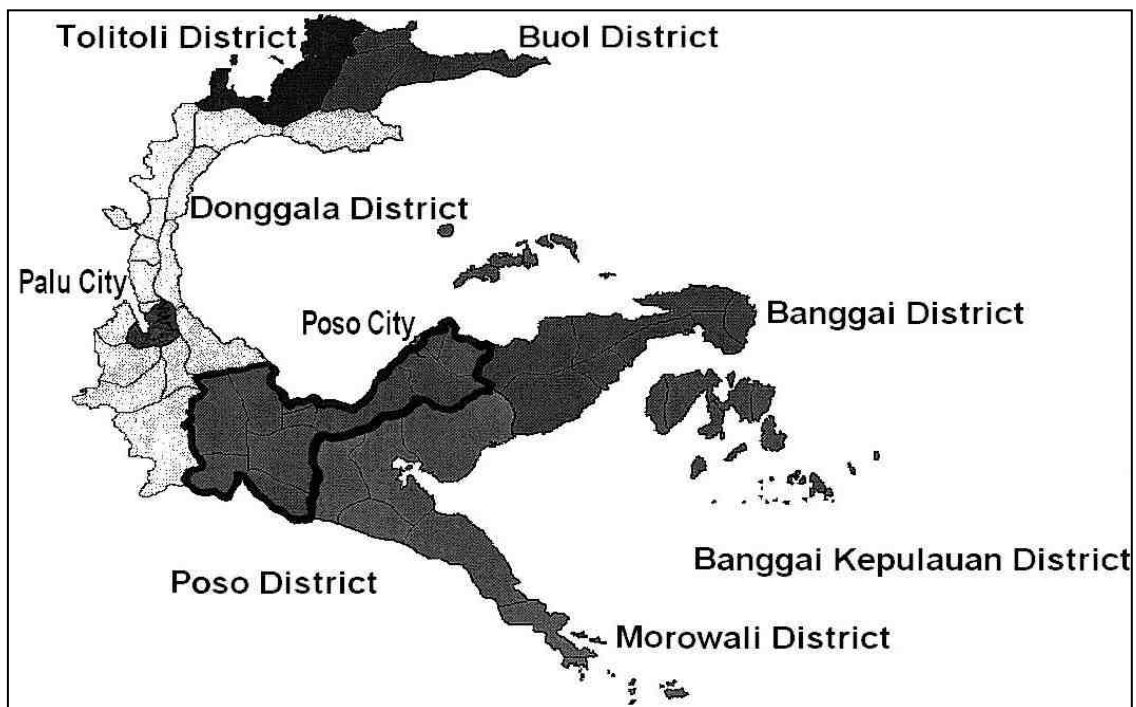 Tolitoli District
Buol District
Donggala District
Palu City
Poso City
Banggai District
Banggai Kepulauan District
Poso District
Morowali District